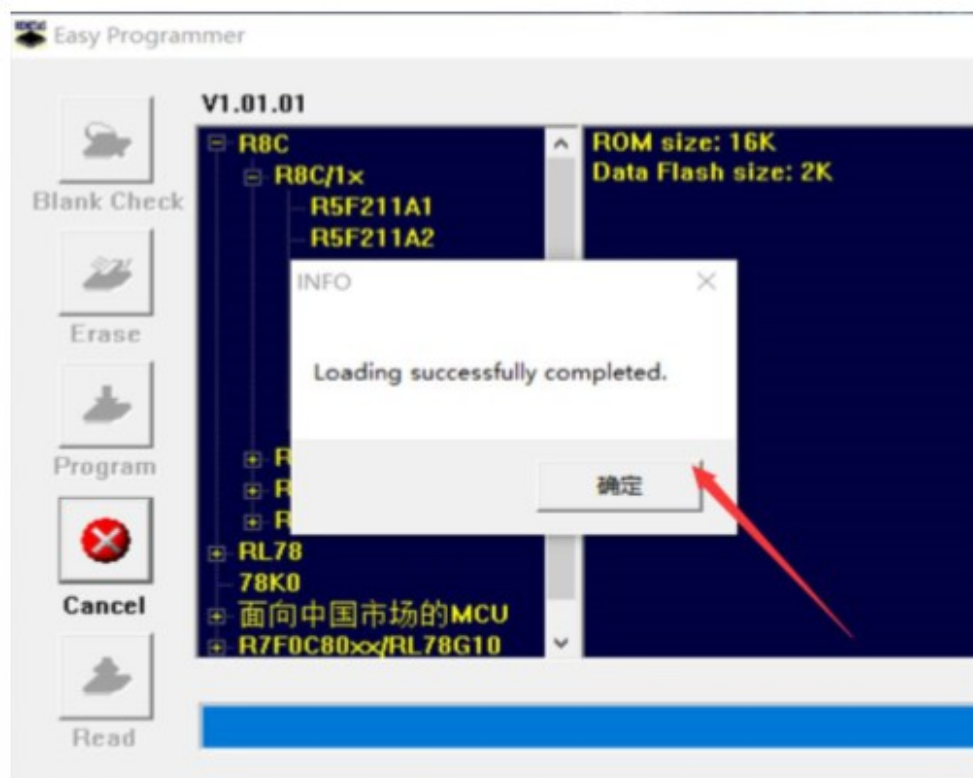 Easy Programmer
V1.01.01
Blank Check
Erase
Program
Cancel
Read
R8C
R8C/1x
R5F211A1
R5F211A2
R
R
R
RL78
78K0
面向中国市场的MCU
R7F0C80xx/RL78G10
ROM size: 16K
Data Flash size: 2K
INFO
Loading successfully completed.
确定